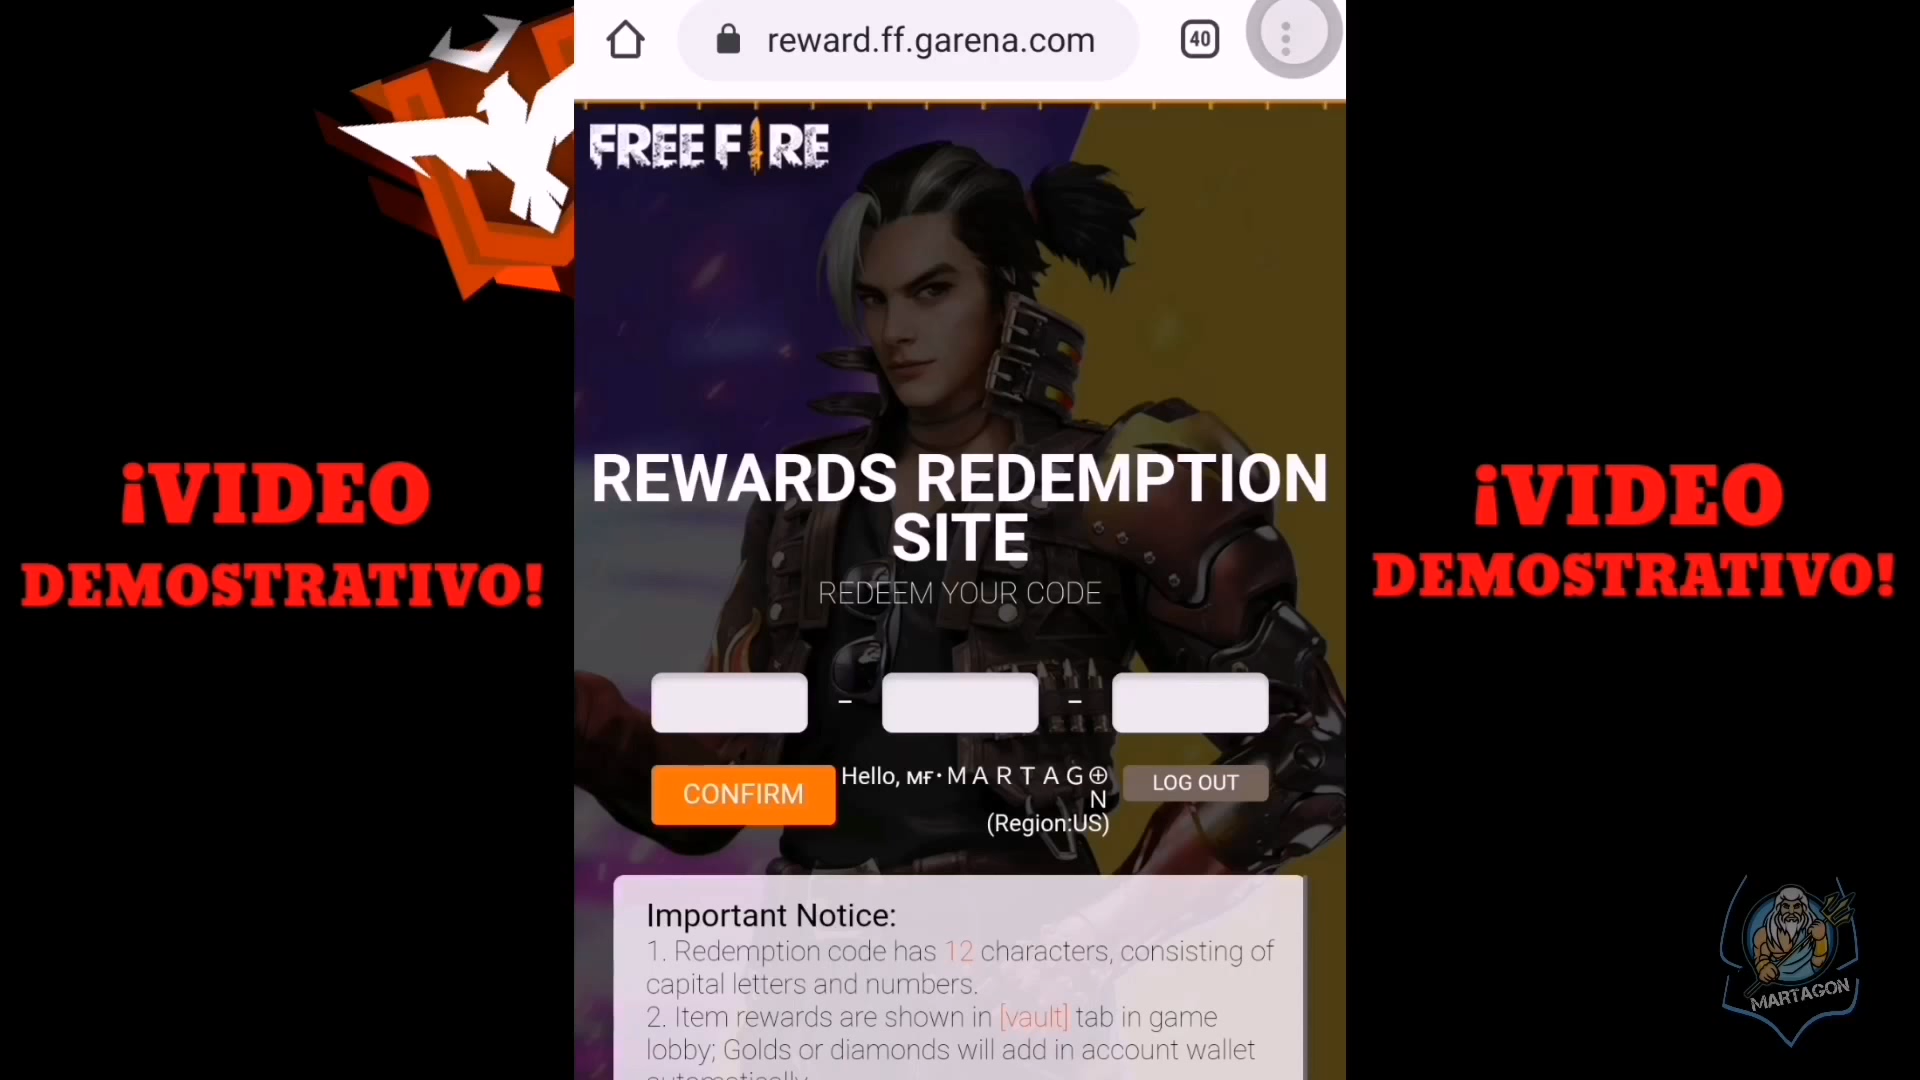 reward.ff.garena.com
40
FREE FIRE
¡VIDEO
DEMOSTRATIVO!
REWARDS REDEMPTION
SITE
REDEEM YOUR CODE
¡VIDEO
DEMOSTRATIVO!
- -
CONFIRM
Hello, ᴍғ·M A R T A G⊕
N
(Region:US)
LOG OUT
Important Notice:
1. Redemption code has 12 characters, consisting of
capital letters and numbers.
2. Item rewards are shown in [vault] tab in game
lobby; Golds or diamonds will add in account wallet
automatically.
MARTAGON